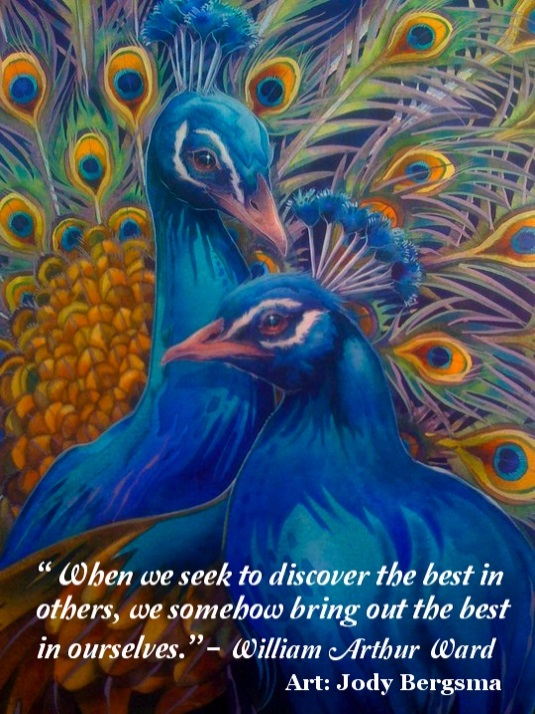 “ When we seek to discover the best in
others, we somehow bring out the best
in ourselves.” – William Arthur Ward
Art: Jody Bergsma